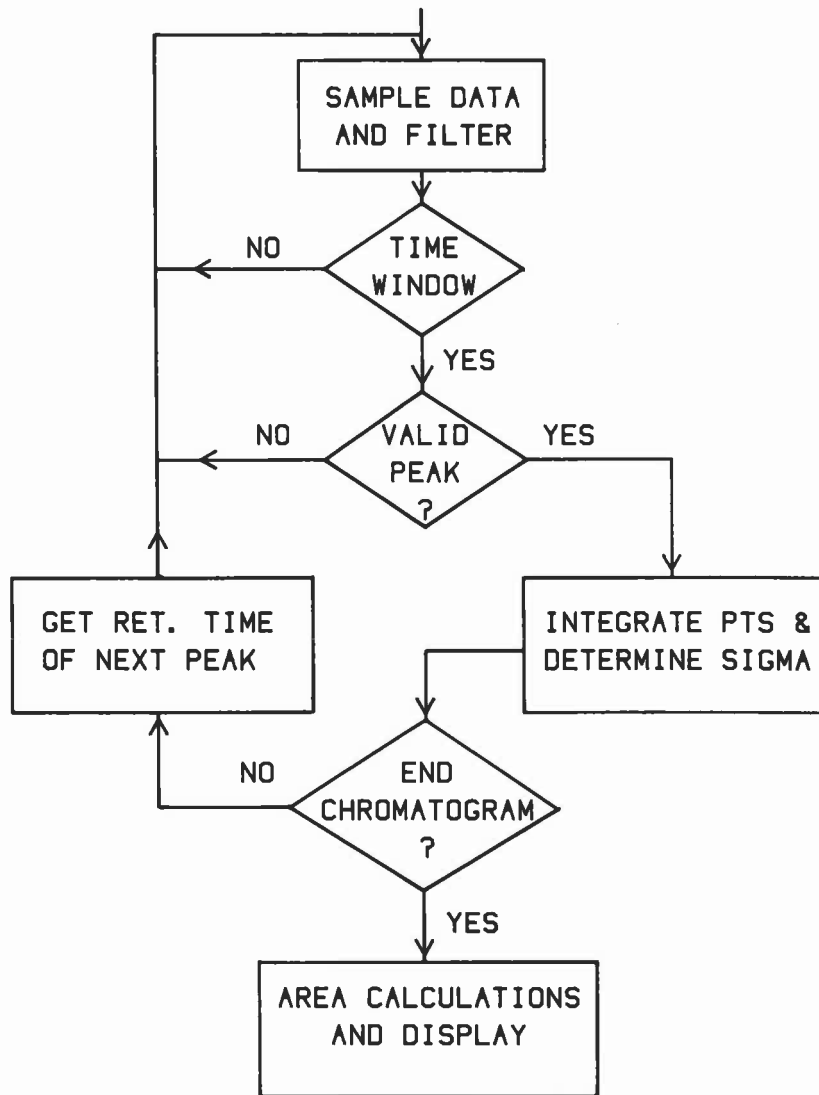 SAMPLE DATA
AND FILTER
NO
TIME
WINDOW
YES
NO
VALID
PEAK
?
YES
GET RET. TIME
OF NEXT PEAK
INTEGRATE PTS &
DETERMINE SIGMA
NO
END
CHROMATOGRAM
?
YES
AREA CALCULATIONS
AND DISPLAY